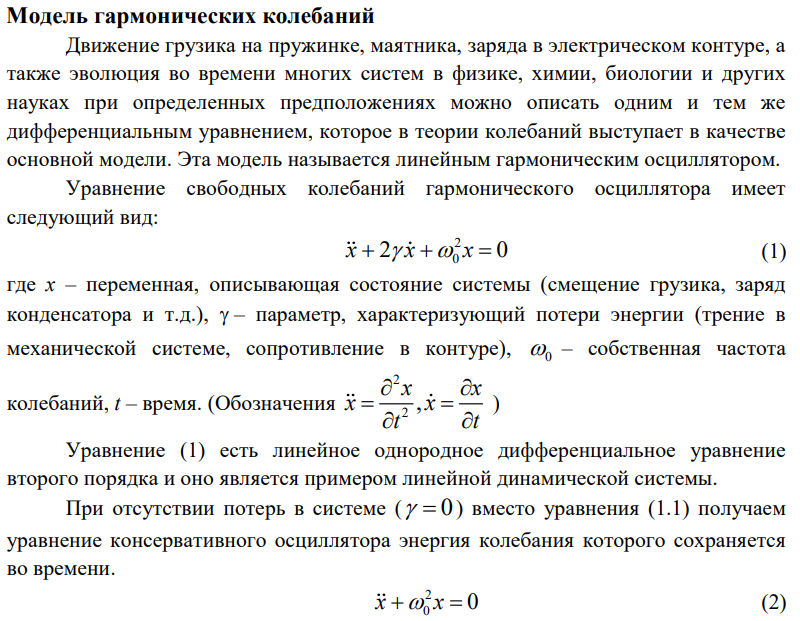 Модель гармонических колебаний
Движение грузика на пружинке, маятника, заряда в электрическом контуре, а
также эволюция во времени многих систем в физике, химии, биологии и других
науках при определенных предположениях можно описать одним и тем же
дифференциальным уравнением, которое в теории колебаний выступает в качестве
основной модели. Эта модель называется линейным гармоническим осциллятором.
Уравнение свободных колебаний гармонического осциллятора имеет
следующий вид:
ẍ + 2γẋ + ω₀²x = 0 (1)
где x – переменная, описывающая состояние системы (смещение грузика, заряд
конденсатора и т.д.), γ – параметр, характеризующий потери энергии (трение в
механической системе, сопротивление в контуре), ω₀ – собственная частота
колебаний, t – время. (Обозначения ẍ = ∂²x/∂t², ẋ = ∂x/∂t )
Уравнение (1) есть линейное однородное дифференциальное уравнение
второго порядка и оно является примером линейной динамической системы.
При отсутствии потерь в системе (γ = 0) вместо уравнения (1.1) получаем
уравнение консервативного осциллятора энергия колебания которого сохраняется
во времени.
ẍ + ω₀²x = 0 (2)